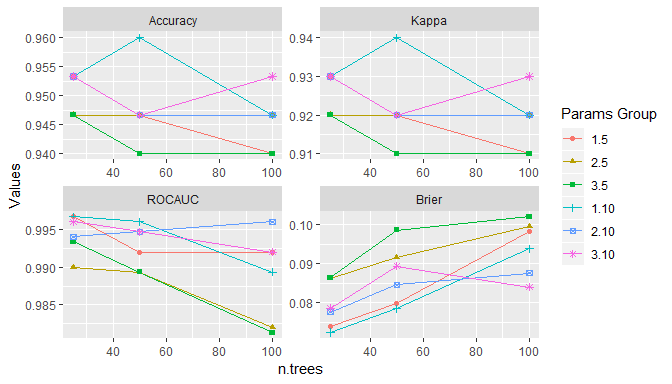 Accuracy
Kappa
0.960
0.955
0.950
0.945
0.940
0.94
0.93
0.92
0.91
40 60 80 100
40 60 80 100
ROCAUC
Brier
0.995
0.990
0.985
0.10
0.09
0.08
40 60 80 100
40 60 80 100
Values
n.trees
Params Group
1.5
2.5
3.5
1.10
2.10
3.10